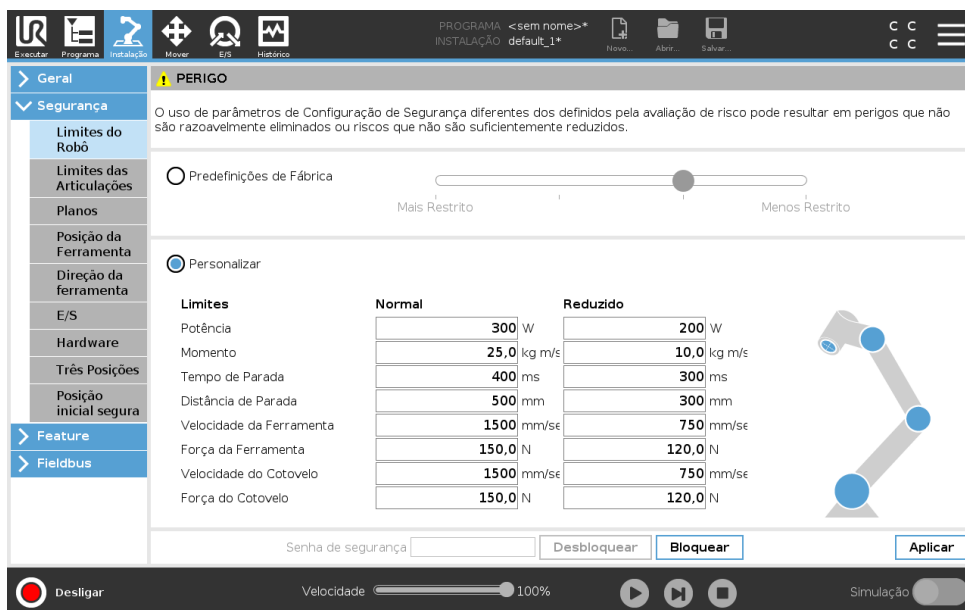 UR
Executar Programa Instalação Mover E/S Histórico
PROGRAMA <sem nome>*
INSTALAÇÃO default_1*
Novo... Abrir... Salvar...
C C
C C
Geral
Segurança
Limites do
Robô
Limites das
Articulações
Planos
Posição da
Ferramenta
Direção da
ferramenta
E/S
Hardware
Três Posições
Posição
inicial segura
Feature
Fieldbus
PERIGO
O uso de parâmetros de Configuração de Segurança diferentes dos definidos pela avaliação de risco pode resultar em perigos que não
são razoavelmente eliminados ou riscos que não são suficientemente reduzidos.
Predefinições de Fábrica
Mais Restrito Menos Restrito
Personalizar
Limites Normal Reduzido
Potência 300 W 200 W
Momento 25,0 kg m/s 10,0 kg m/s
Tempo de Parada 400 ms 300 ms
Distância de Parada 500 mm 300 mm
Velocidade da Ferramenta 1500 mm/se 750 mm/se
Força da Ferramenta 150,0 N 120,0 N
Velocidade do Cotovelo 1500 mm/se 750 mm/se
Força do Cotovelo 150,0 N 120,0 N
Senha de segurança Desbloquear Bloquear Aplicar
Desligar Velocidade 100% Simulação